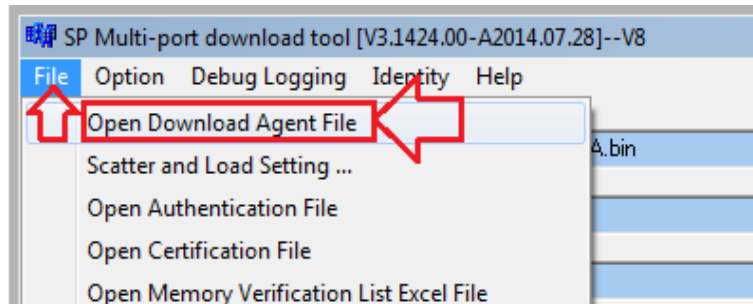 SP Multi-port download tool [V3.1424.00-A2014.07.28]--V8
File Option Debug Logging Identity Help
Open Download Agent File
A.bin
Scatter and Load Setting ...
Open Authentication File
Open Certification File
Open Memory Verification List Excel File